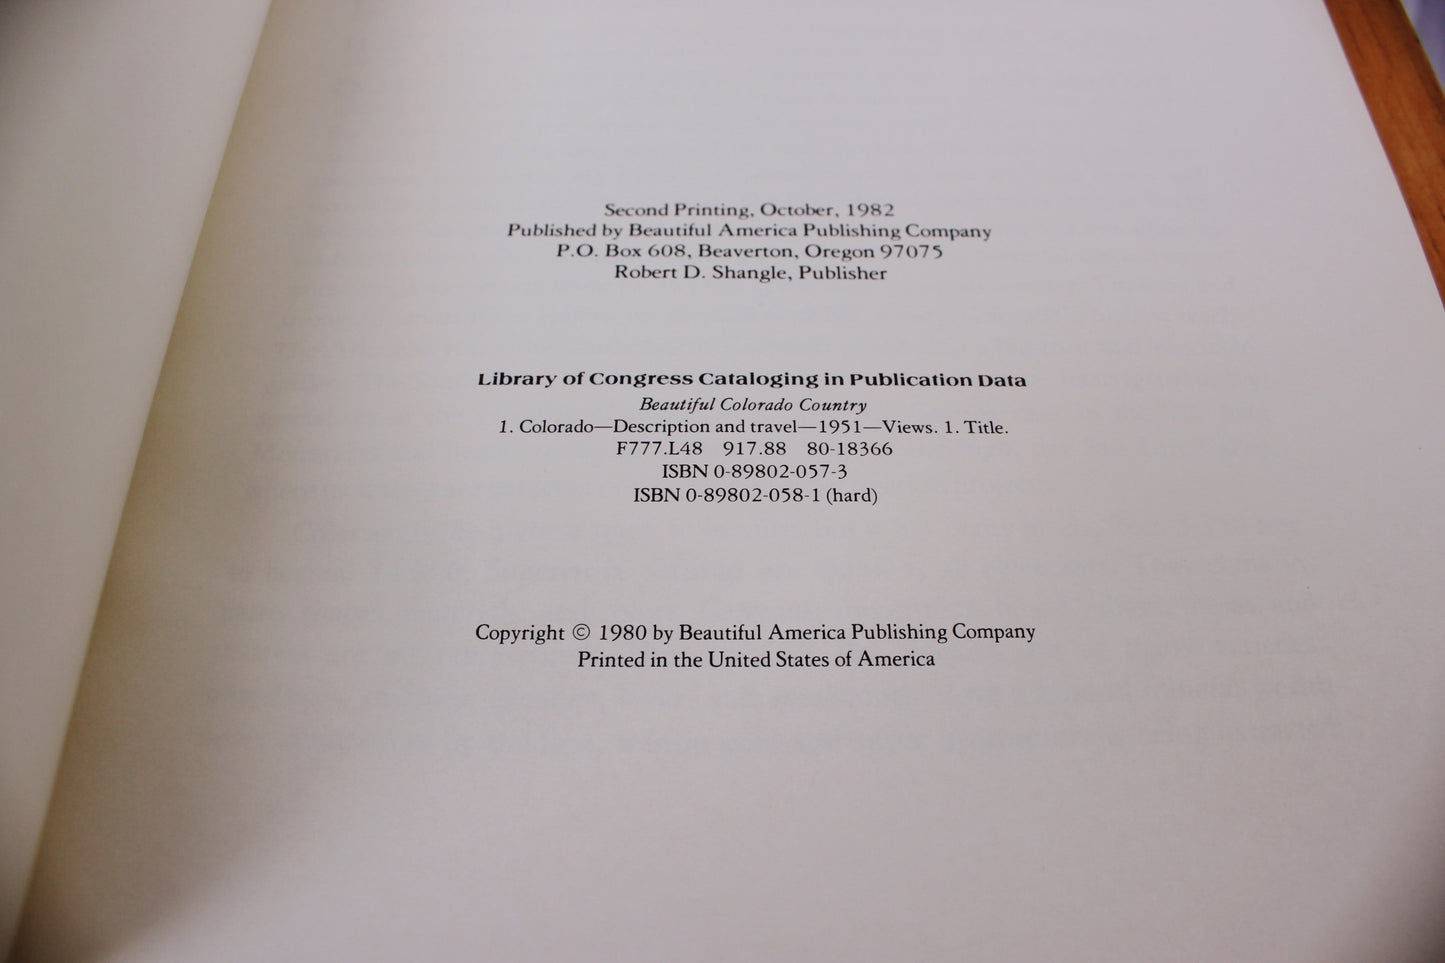 Second Printing, October, 1982
Published by Beautiful America Publishing Company
P.O. Box 608, Beaverton, Oregon 97075
Robert D. Shangle, Publisher
Library of Congress Cataloging in Publication Data
Beautiful Colorado Country
1. Colorado—Description and travel—1951—Views. 1. Title.
F777.L48 917.88 80-18366
ISBN 0-89802-057-3
ISBN 0-89802-058-1 (hard)
Copyright © 1980 by Beautiful America Publishing Company
Printed in the United States of America